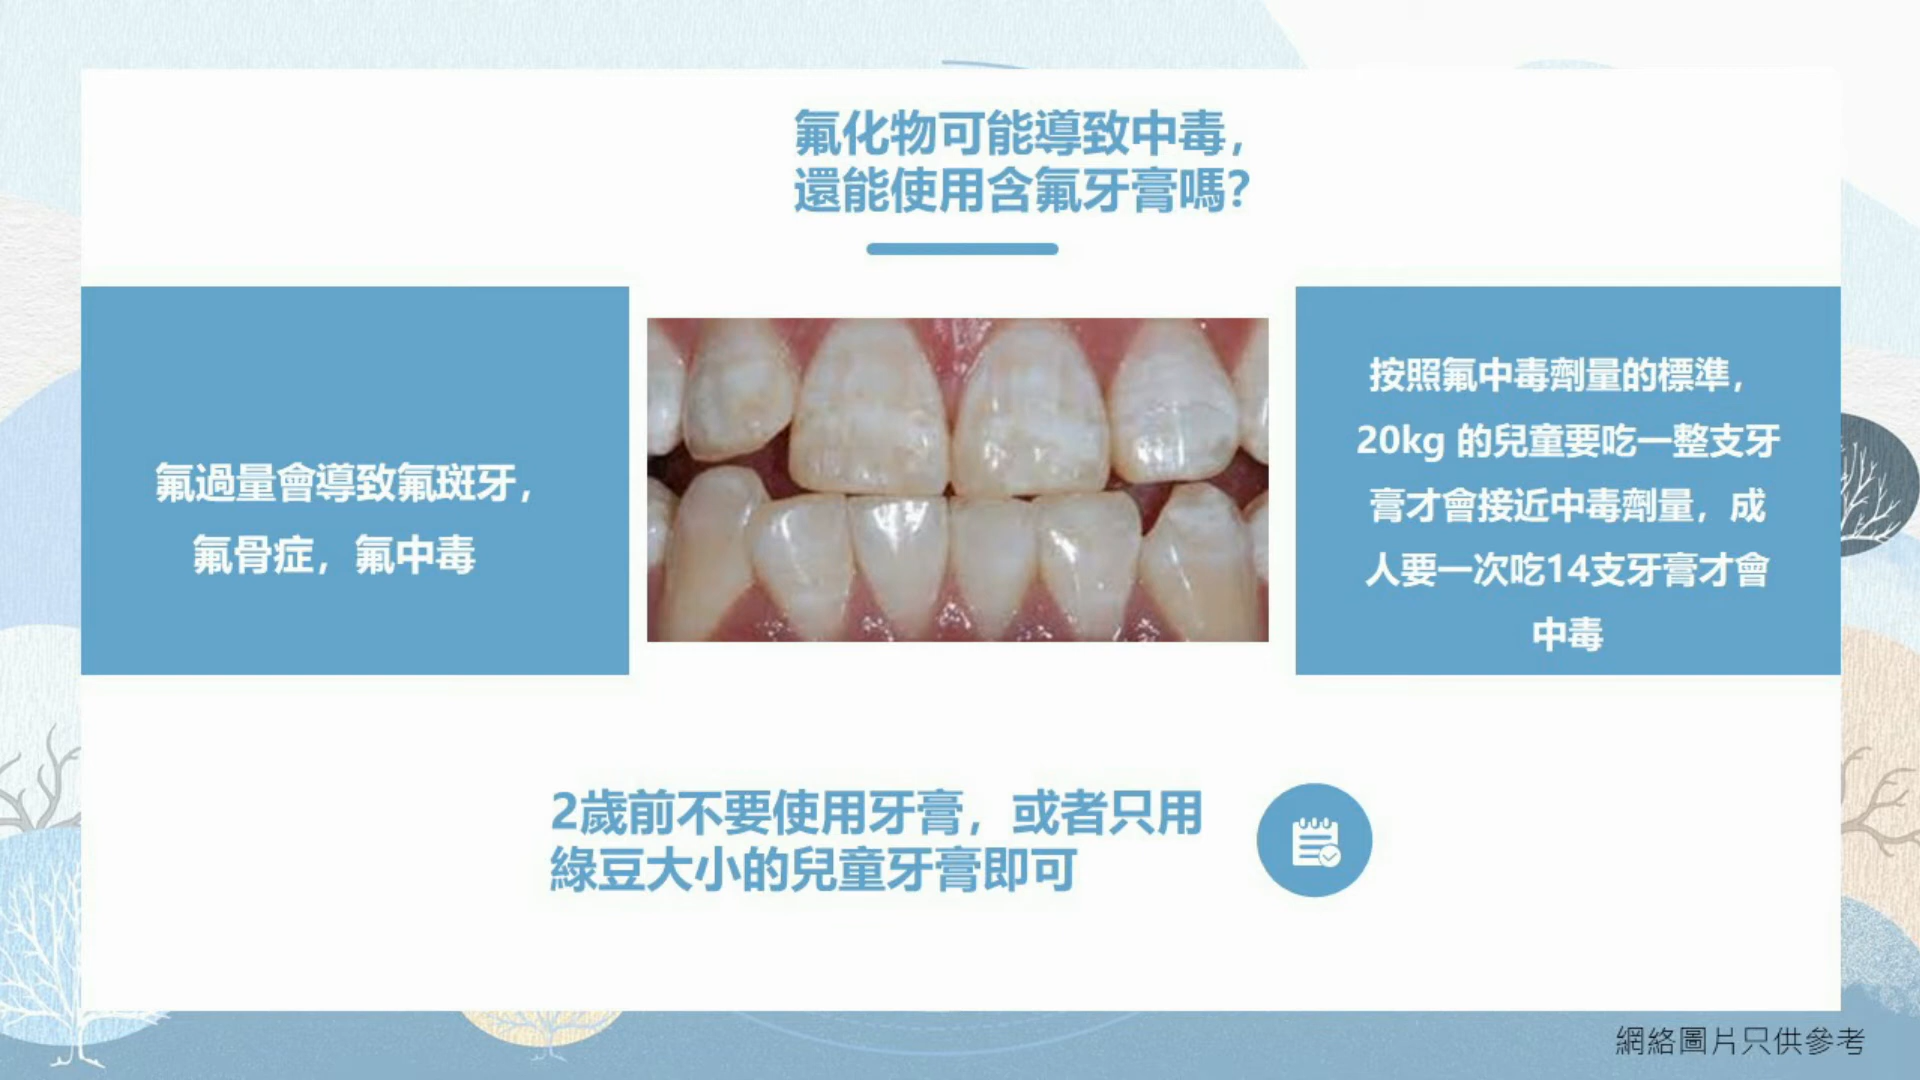 氟化物可能導致中毒，
還能使用含氟牙膏嗎？
氟過量會導致氟斑牙，
氟骨症，氟中毒
按照氟中毒劑量的標準，
20kg 的兒童要吃一整支牙
膏才會接近中毒劑量，成
人要一次吃14支牙膏才會
中毒
2歲前不要使用牙膏，或者只用
綠豆大小的兒童牙膏即可
網絡圖片只供參考